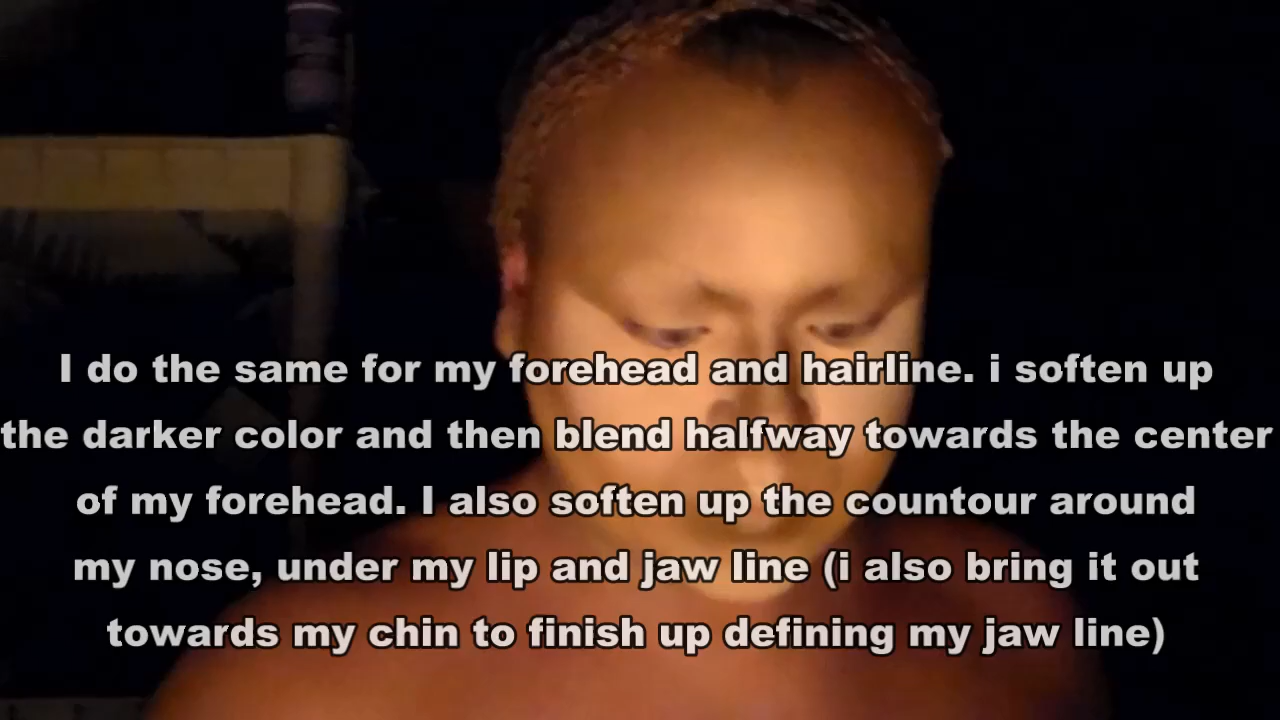 I do the same for my forehead and hairline. i soften up
the darker color and then blend halfway towards the center
of my forehead. I also soften up the countour around
my nose, under my lip and jaw line (i also bring it out
towards my chin to finish up defining my jaw line)